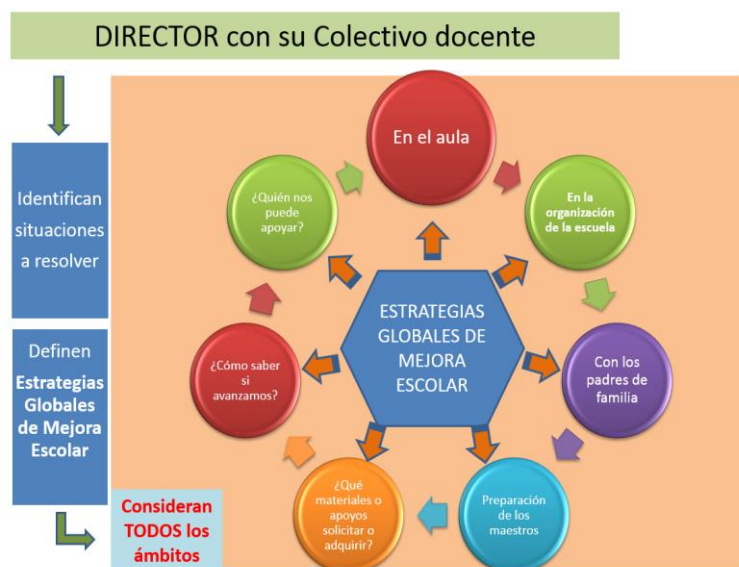 DIRECTOR con su Colectivo docente
Identifican
situaciones
a resolver
Definen
Estrategias
Globales
de Mejora
Escolar
Consideran
TODOS los
ámbitos
En el aula
En la
organización
de la escuela
Con los
padres de
familia
Preparación
de los
maestros
¿Qué
materiales o
apoyos
solicitar o
adquirir?
¿Cómo saber
si
avanzamos?
¿Quién nos
puede
apoyar?
ESTRATEGIAS
GLOBALES DE
MEJORA
ESCOLAR